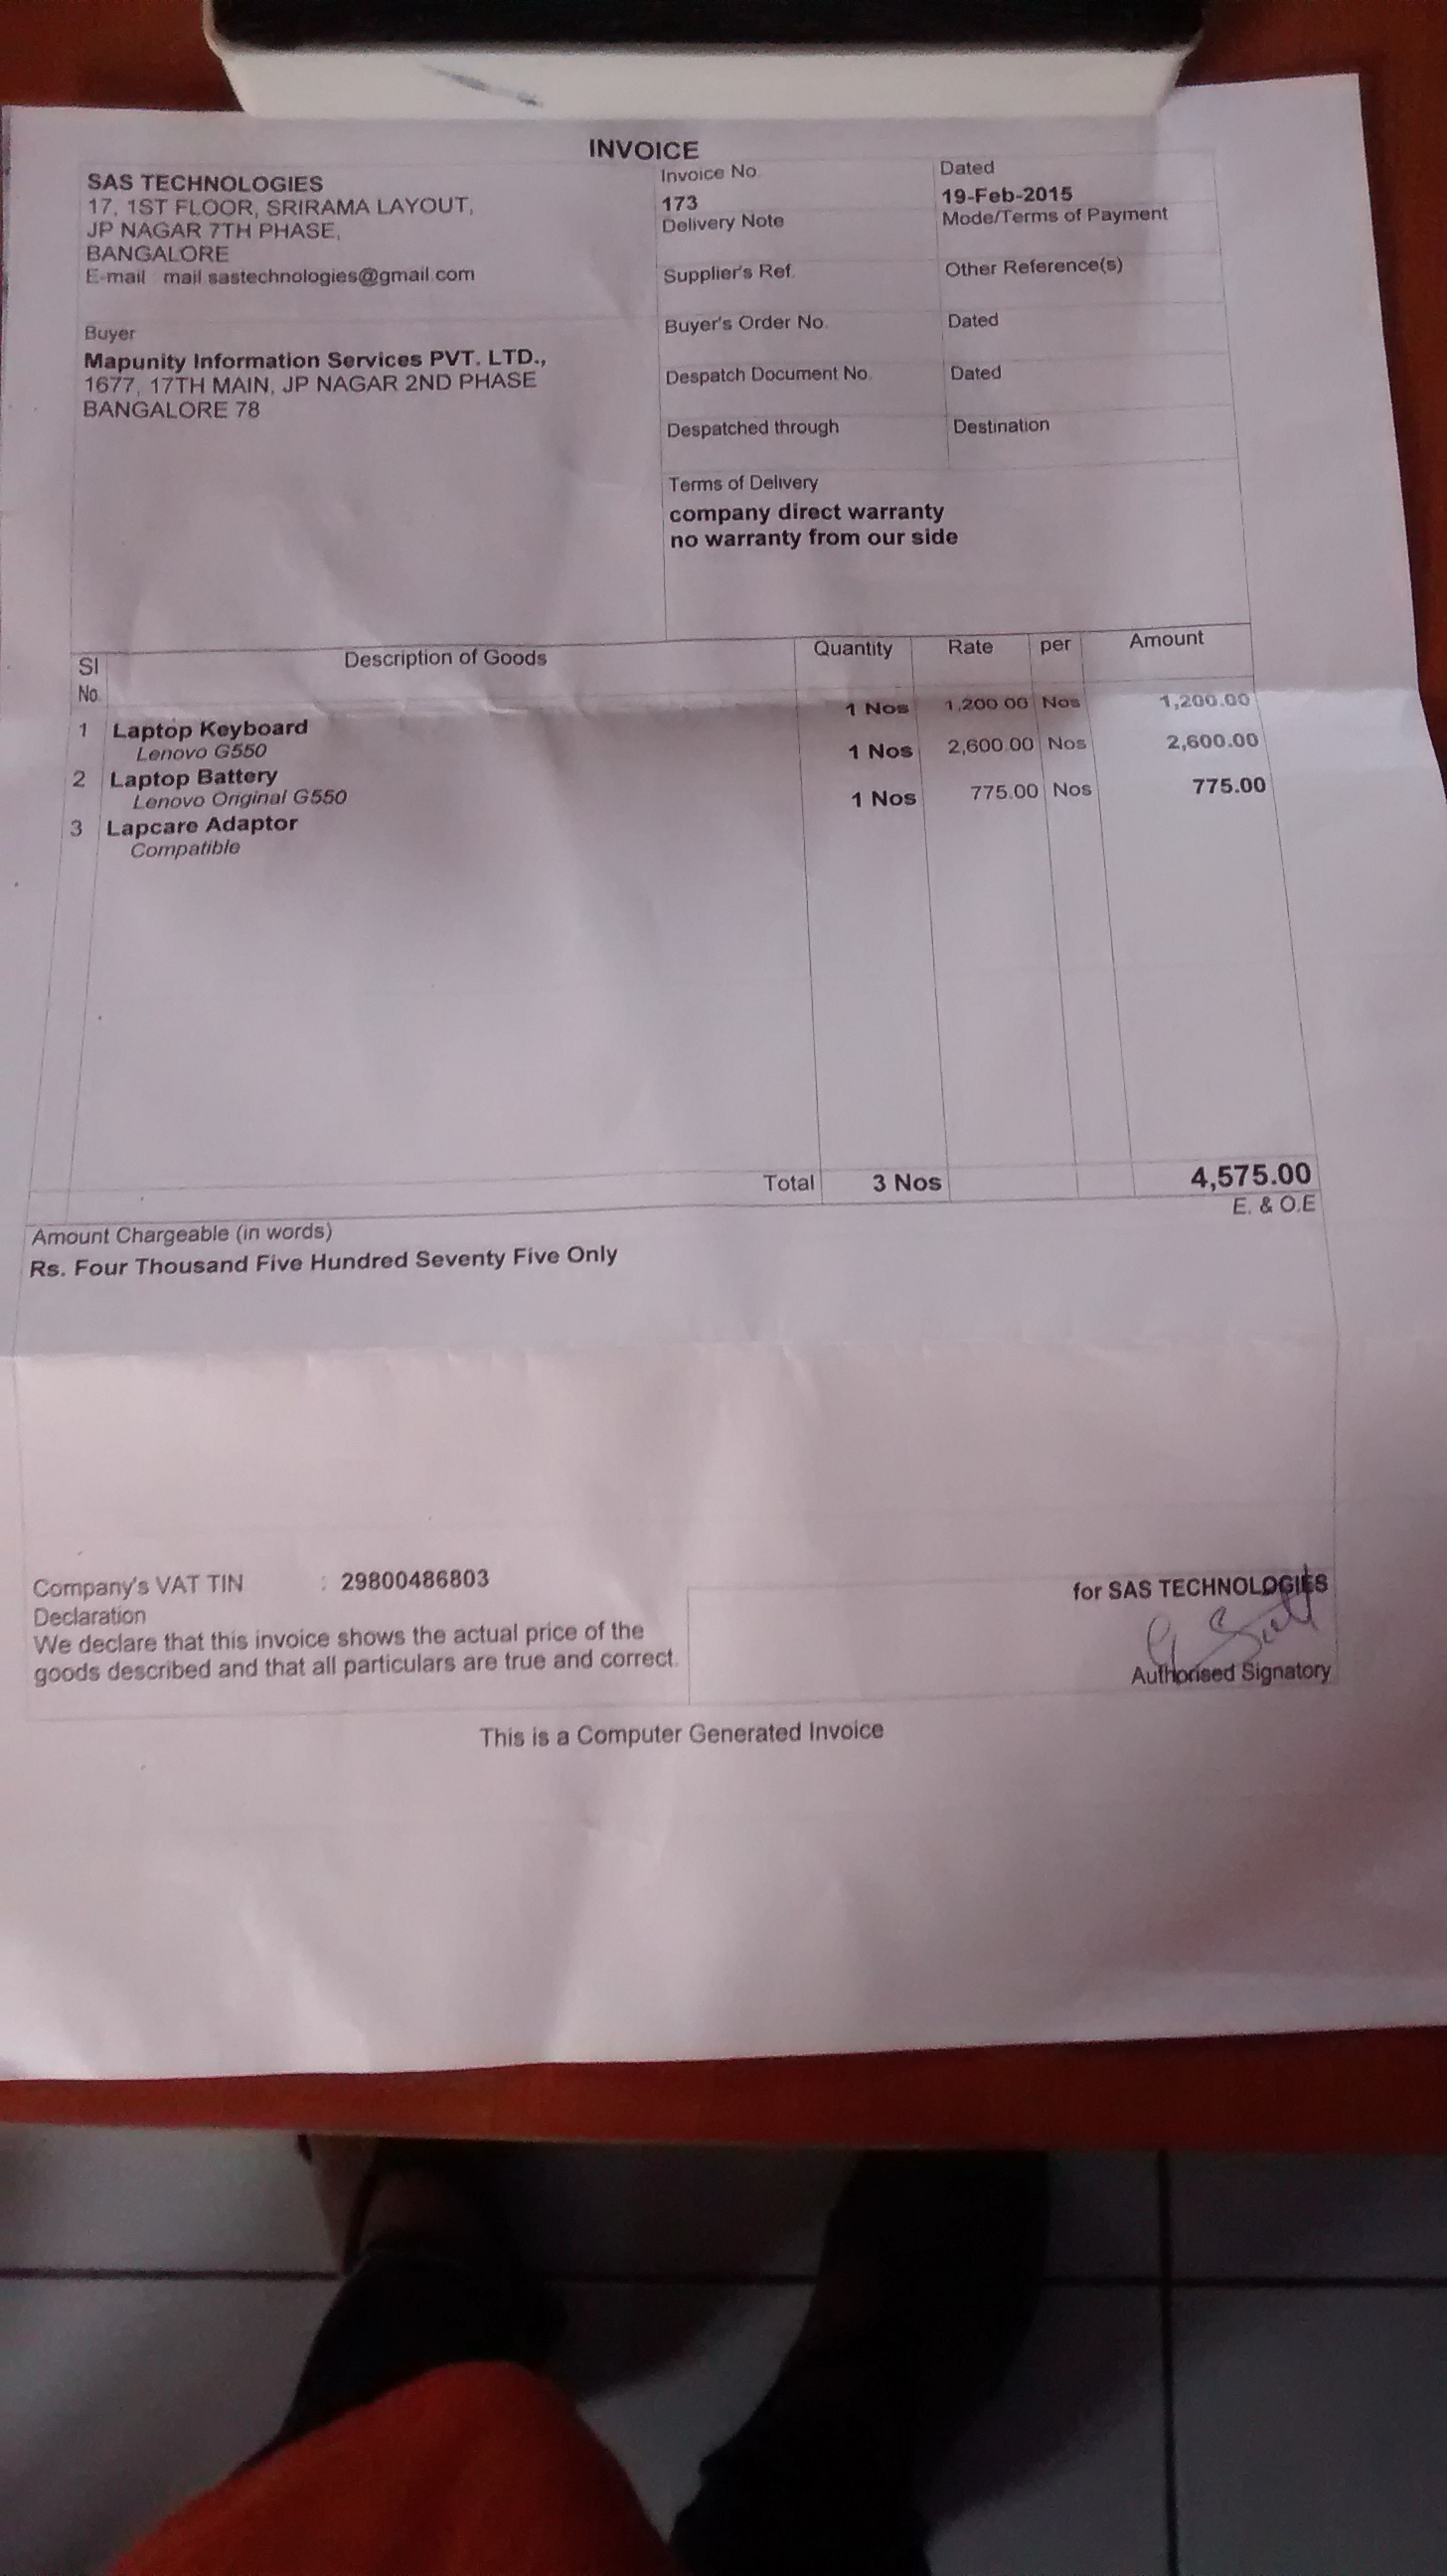 INVOICE
SAS TECHNOLOGIES
17, 1ST FLOOR, SRIRAMA LAYOUT,
JP NAGAR 7TH PHASE,
BANGALORE
E-mail mail.sastechnologies@gmail.com
Buyer
Mapunity Information Services PVT. LTD.,
1677, 17TH MAIN, JP NAGAR 2ND PHASE
BANGALORE 78
Invoice No. Dated
173 19-Feb-2015
Delivery Note Mode/Terms of Payment
Supplier's Ref. Other Reference(s)
Buyer's Order No. Dated
Despatch Document No. Dated
Despatched through Destination
Terms of Delivery
company direct warranty
no warranty from our side
Sl Description of Goods Quantity Rate per Amount
No.
1 Laptop Keyboard 1 Nos 1,200.00 Nos 1,200.00
Lenovo G550
2 Laptop Battery 1 Nos 2,600.00 Nos 2,600.00
Lenovo Original G550
3 Lapcare Adaptor 1 Nos 775.00 Nos 775.00
Compatible
Total 3 Nos 4,575.00
E. & O.E
Amount Chargeable (in words)
Rs. Four Thousand Five Hundred Seventy Five Only
Company's VAT TIN : 29800486803
Declaration
We declare that this invoice shows the actual price of the
goods described and that all particulars are true and correct.
for SAS TECHNOLOGIES
Authorised Signatory
This is a Computer Generated Invoice